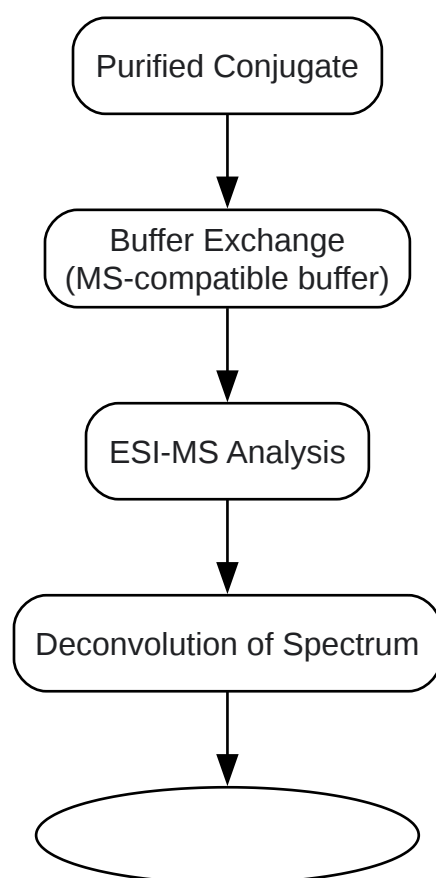 Purified Conjugate
Buffer Exchange
(MS-compatible buffer)
ESI-MS Analysis
Deconvolution of Spectrum